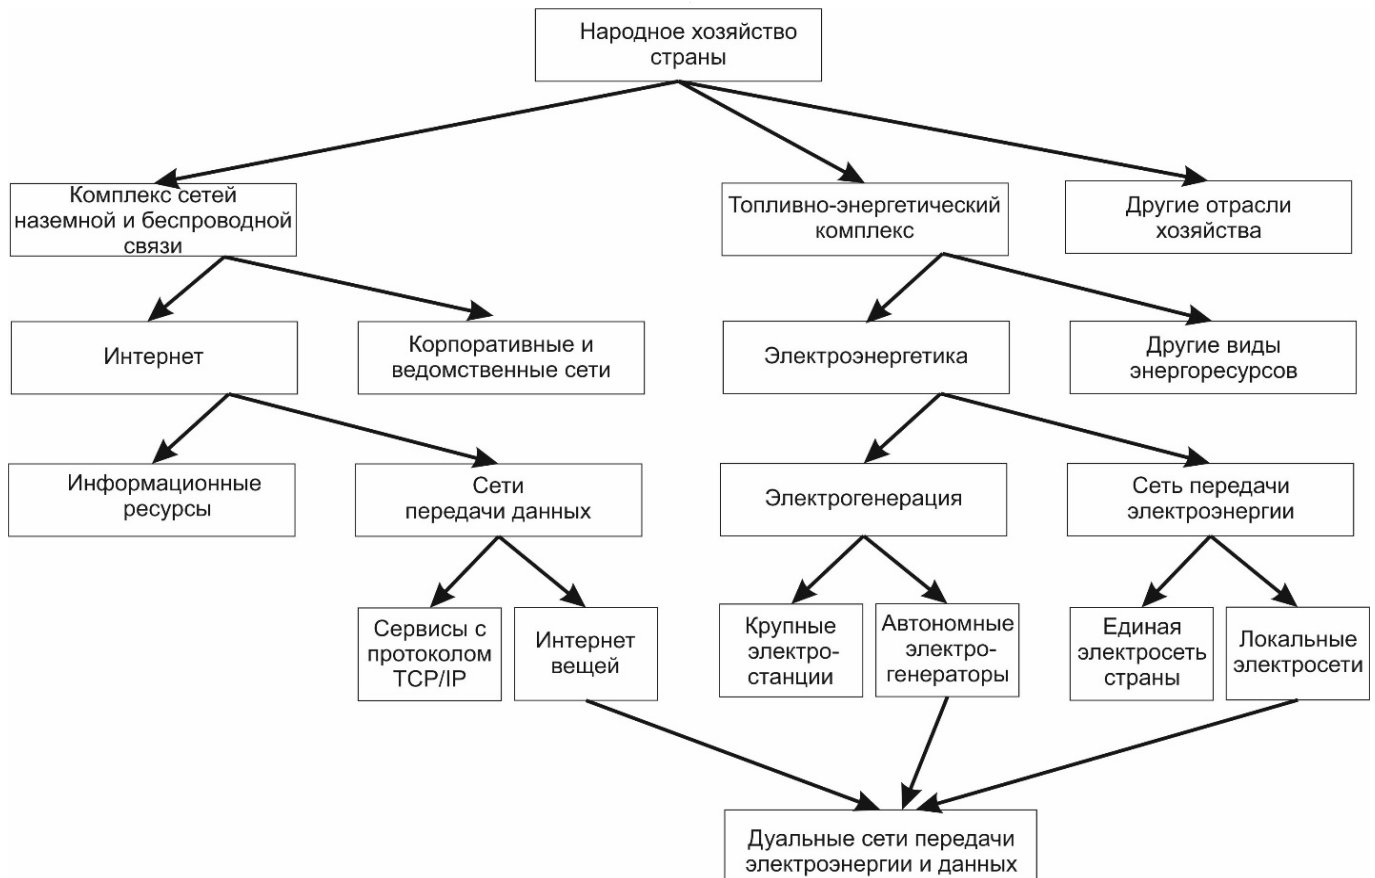 Народное хозяйство
страны
Комплекс сетей
наземной и беспроводной
связи
Топливно-энергетический
комплекс
Другие отрасли
хозяйства
Интернет
Корпоративные и
ведомственные сети
Электроэнергетика
Другие виды
энергоресурсов
Информационные
ресурсы
Сети
передачи данных
Электрогенерация
Сеть передачи
электроэнергии
Сервисы с
протоколом
TCP/IP
Интернет
вещей
Крупные
электро-
станции
Автономные
электро-
генераторы
Единая
электросеть
страны
Локальные
электросети
Дуальные сети передачи
электроэнергии и данных